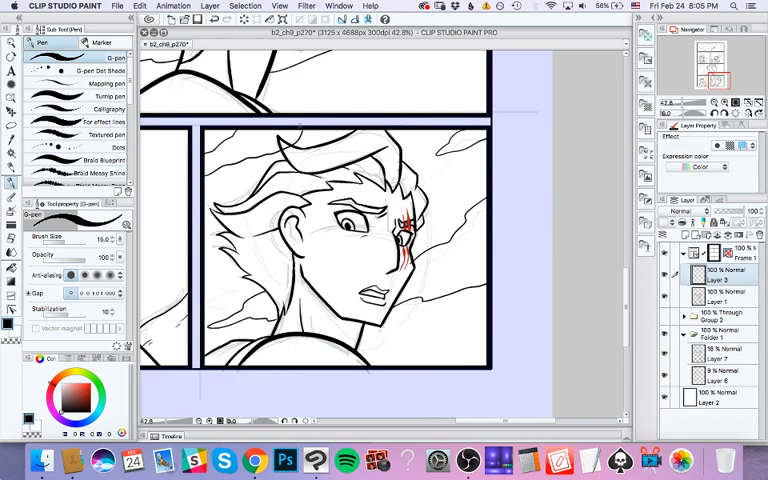 CLIP STUDIO PAINT File Edit Animation Layer Selection View Filter Window Help 56% Fri Feb 24 8:05 PM
b2_ch9_p270* (3125 x 4688px 300dpi 42.8%) - CLIP STUDIO PAINT PRO
Sub Tool [Pen]
b2_ch9_p270*
Pen Marker
G-pen
G-pen Dot Shade
Mapping pen
Turnip pen
Calligraphy
For effect lines
Textured pen
Dots
Braid Blueprint
Braid Messy Shine
Tool property [G-pen]
G-pen
Brush Size 15.0
Opacity 100
Anti-aliasing
Gap
Stabilization 10
Vector magnet
Navigator
42.8
0.0
Layer Property
Effect
Expression color
Color
Layer
Normal 100
100 %
Frame 1
100 % Normal
Layer 3
100 % Normal
Layer 1
100 % Through
Group 2
100 % Normal
Folder 1
18 % Normal
Layer 7
9 % Normal
Layer 6
100 % Normal
Layer 2
42.8 0.0
Timeline
FEB
24